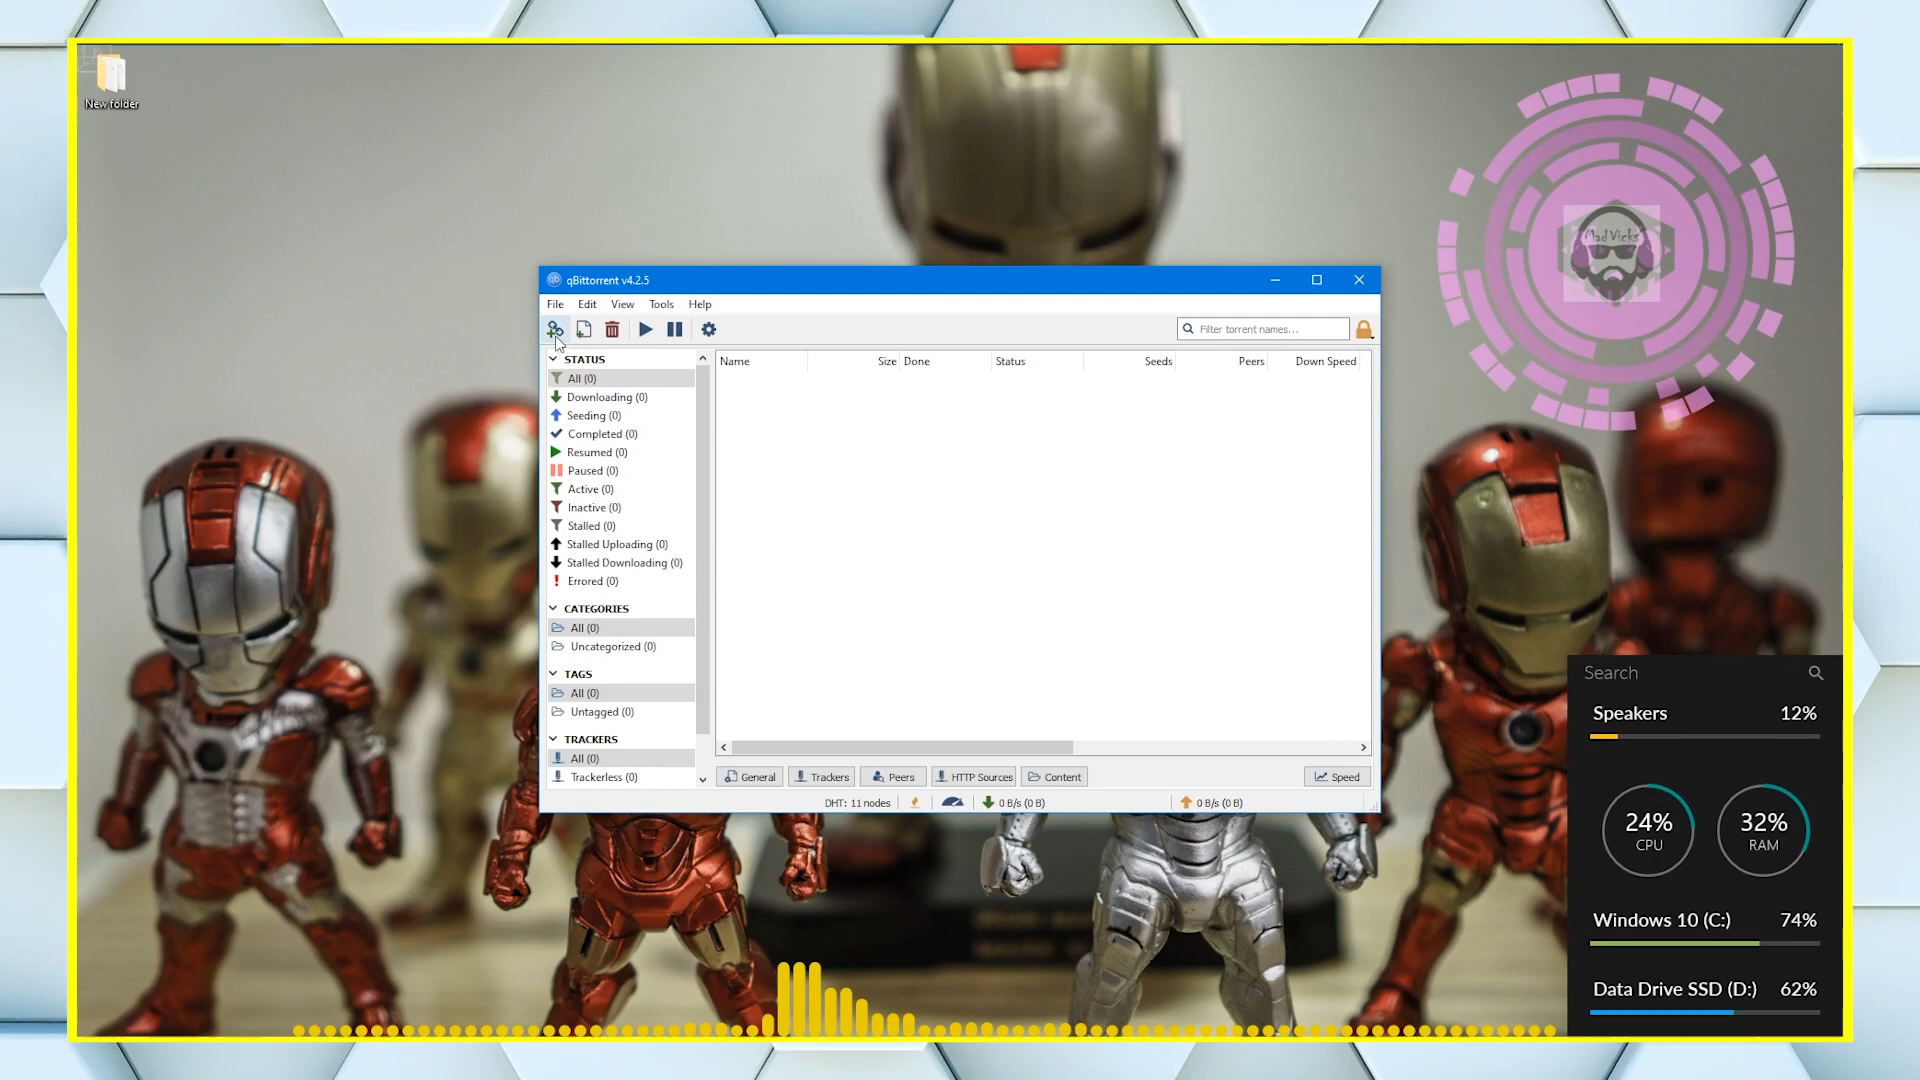 New folder
Mad Vicks
qBittorrent v4.2.5
File Edit View Tools Help
Filter torrent names...
STATUS
All (0)
Downloading (0)
Seeding (0)
Completed (0)
Resumed (0)
Paused (0)
Active (0)
Inactive (0)
Stalled (0)
Stalled Uploading (0)
Stalled Downloading (0)
Errored (0)
CATEGORIES
All (0)
Uncategorized (0)
TAGS
All (0)
Untagged (0)
TRACKERS
All (0)
Trackerless (0)
Name Size Done Status Seeds Peers Down Speed
General Trackers Peers HTTP Sources Content Speed
DHT: 11 nodes 0 B/s (0 B) 0 B/s (0 B)
Search
Speakers 12%
24% 32%
CPU RAM
Windows 10 (C:) 74%
Data Drive SSD (D:) 62%